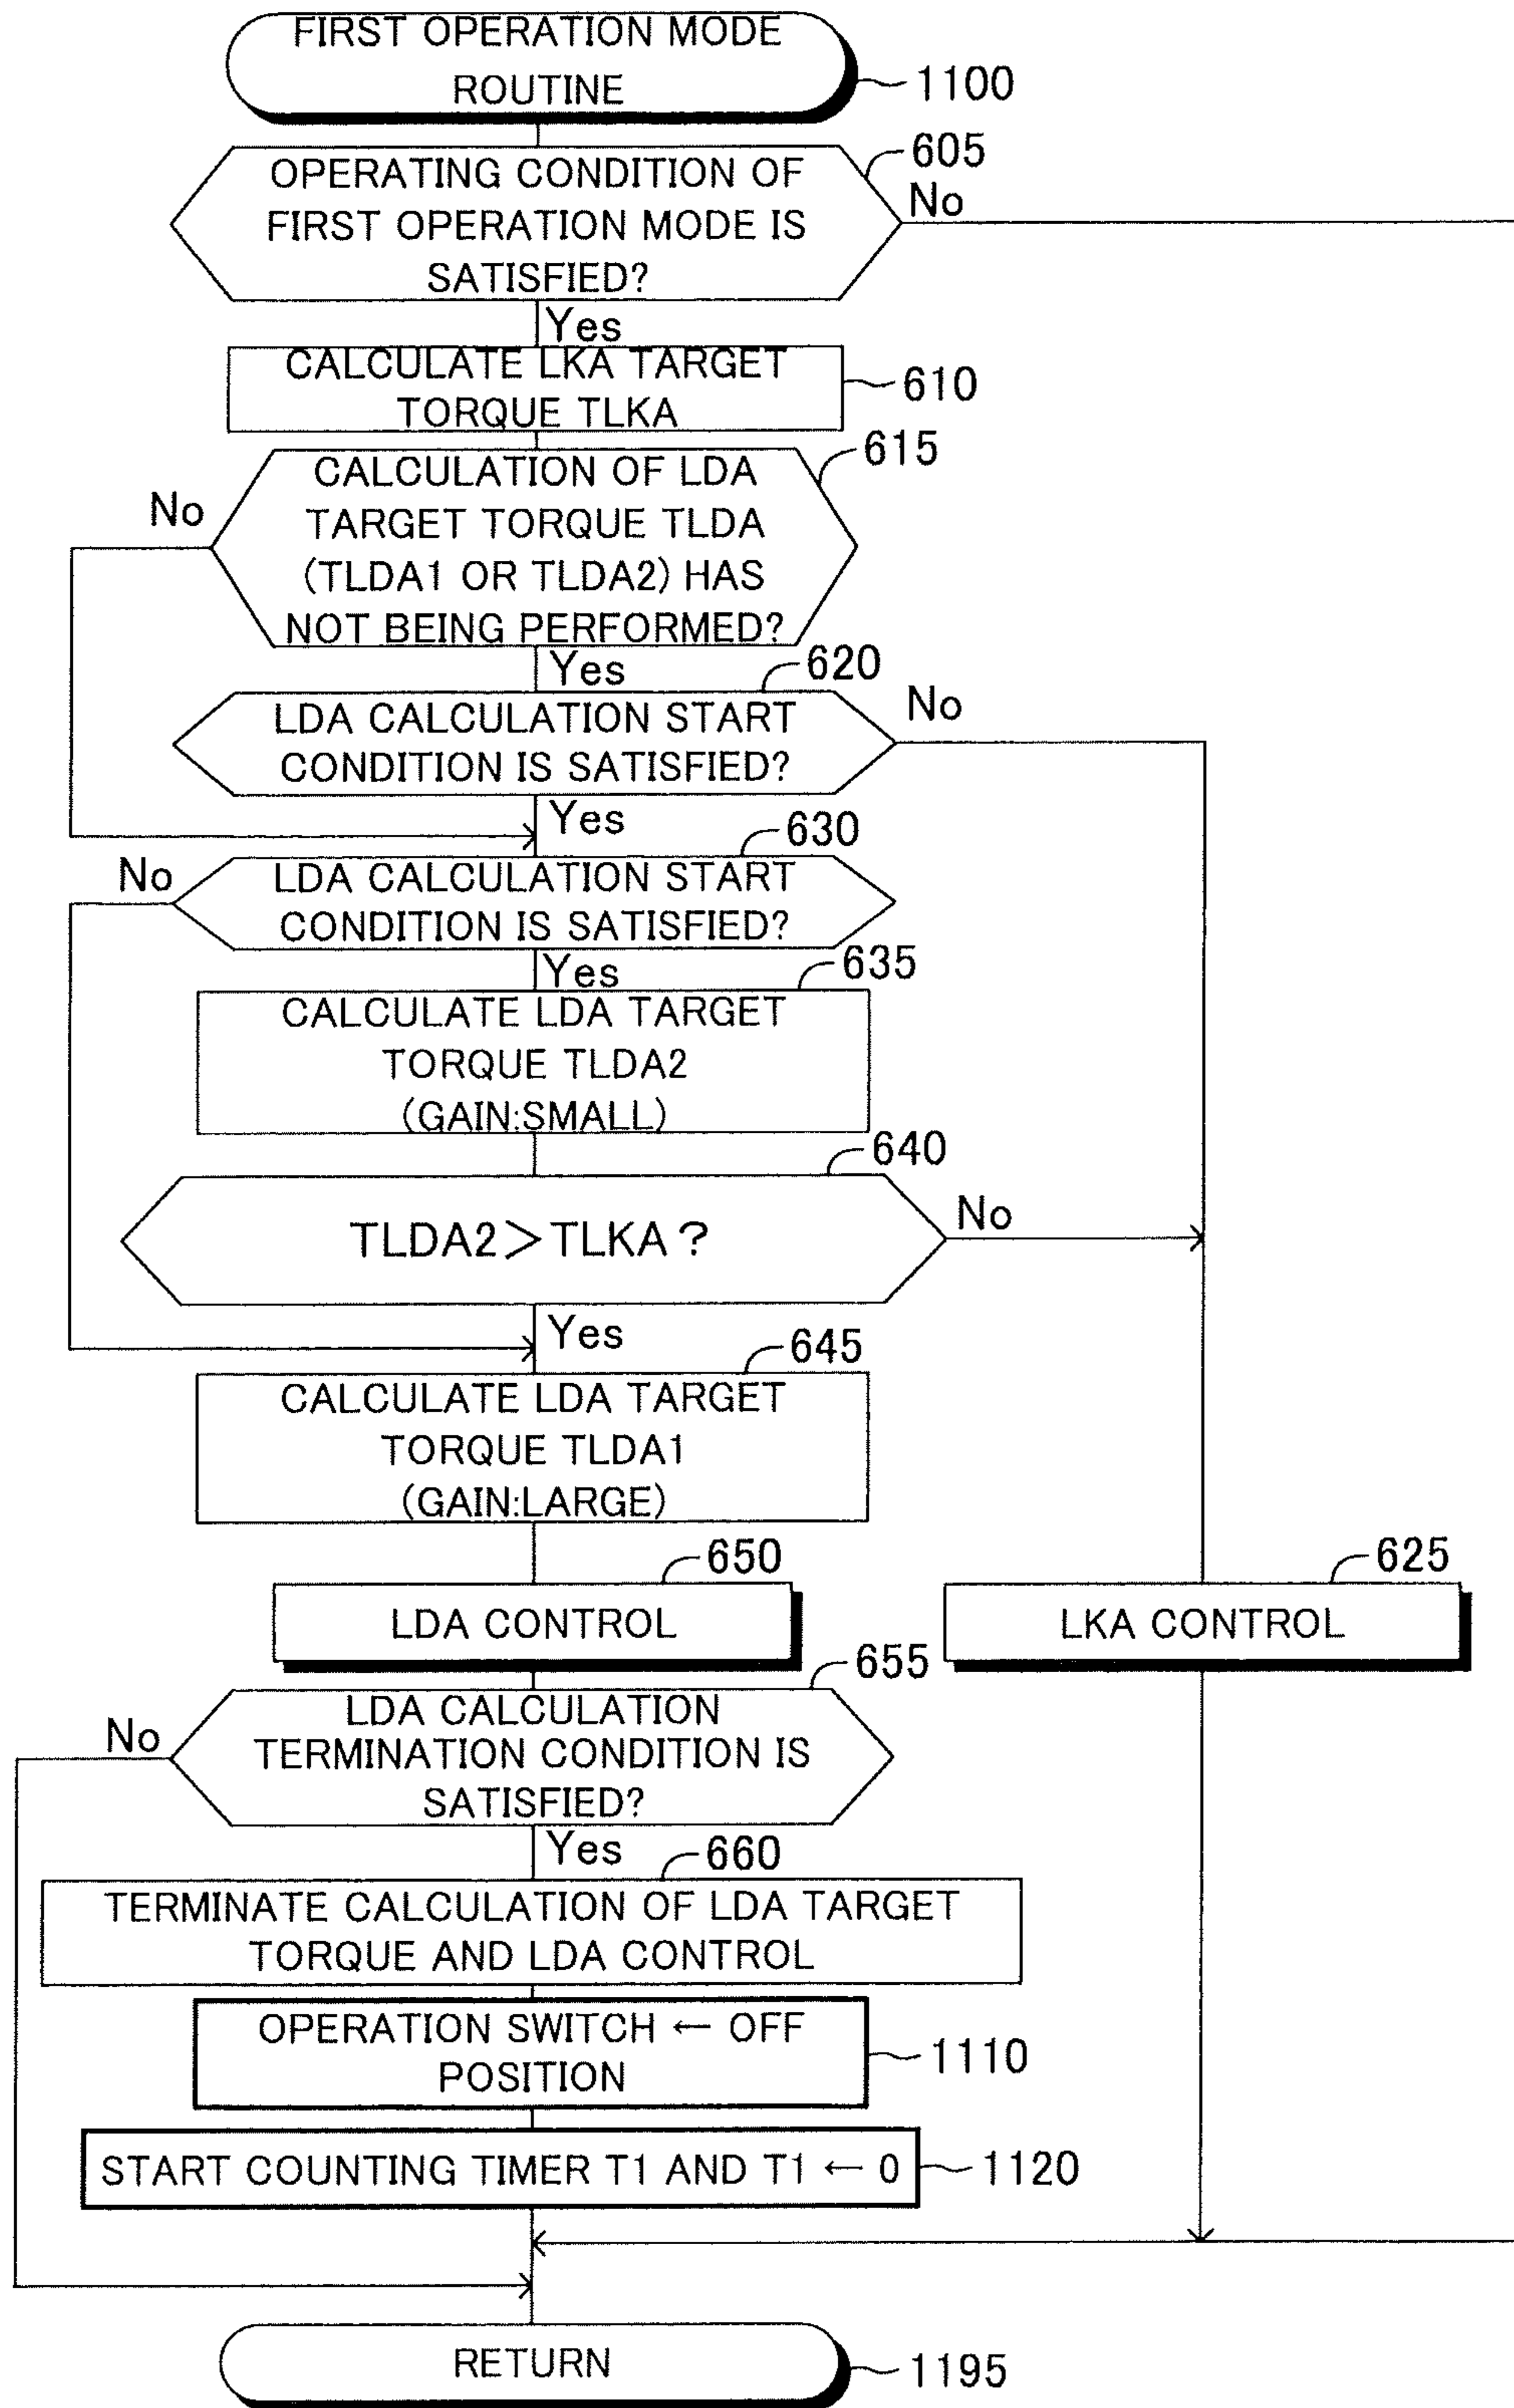 FIRST OPERATION MODE
ROUTINE
1100
605
OPERATING CONDITION OF
FIRST OPERATION MODE IS
SATISFIED?
No
Yes
CALCULATE LKA TARGET
TORQUE TLKA
610
615
CALCULATION OF LDA
TARGET TORQUE TLDA
(TLDA1 OR TLDA2) HAS
NOT BEING PERFORMED?
No
Yes
620
LDA CALCULATION START
CONDITION IS SATISFIED?
No
Yes
630
No
LDA CALCULATION START
CONDITION IS SATISFIED?
Yes
635
CALCULATE LDA TARGET
TORQUE TLDA2
(GAIN:SMALL)
640
TLDA2>TLKA?
No
Yes
645
CALCULATE LDA TARGET
TORQUE TLDA1
(GAIN:LARGE)
650
LDA CONTROL
625
LKA CONTROL
655
LDA CALCULATION
TERMINATION CONDITION IS
SATISFIED?
No
Yes
660
TERMINATE CALCULATION OF LDA TARGET
TORQUE AND LDA CONTROL
OPERATION SWITCH ← OFF
POSITION
1110
START COUNTING TIMER T1 AND T1 ← 0
1120
RETURN
1195